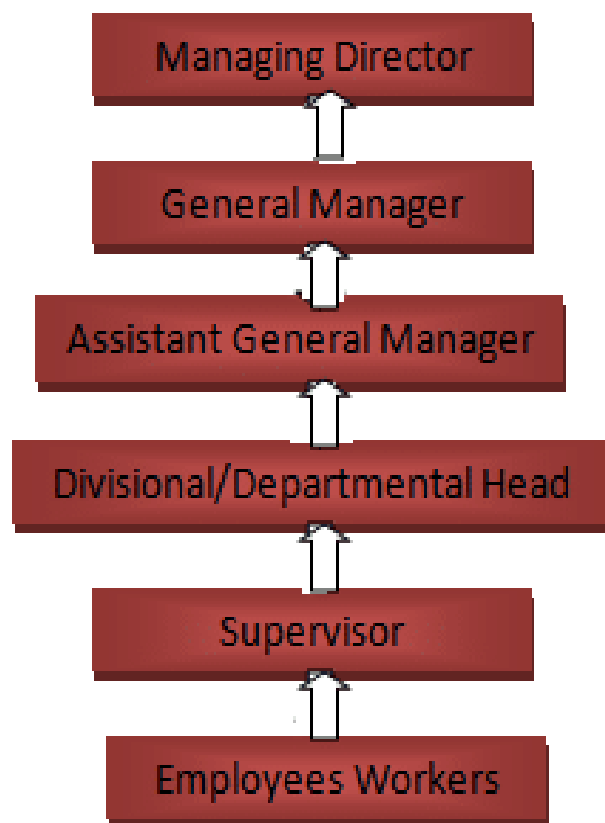 Managing Director
General Manager
Assistant General Manager
Divisional/Departmental Head
Supervisor
Employees Workers